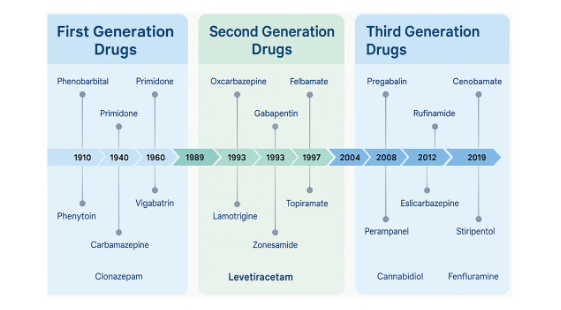 First Generation
Drugs
Second Generation
Drugs
Third Generation
Drugs
Phenobarbital
Primidone
Oxcarbazepine
Felbamate
Pregabalin
Cenobamate
Primidone
Gabapentin
Rufinamide
1910
1940
1960
1989
1993
1993
1997
2004
2008
2012
2019
Phenytoin
Vigabatrin
Lamotrigine
Topiramate
Eslicarbazepine
Carbamazepine
Zonesamide
Perampanel
Stiripentol
Clonazepam
Levetiracetam
Cannabidiol
Fenfluramine